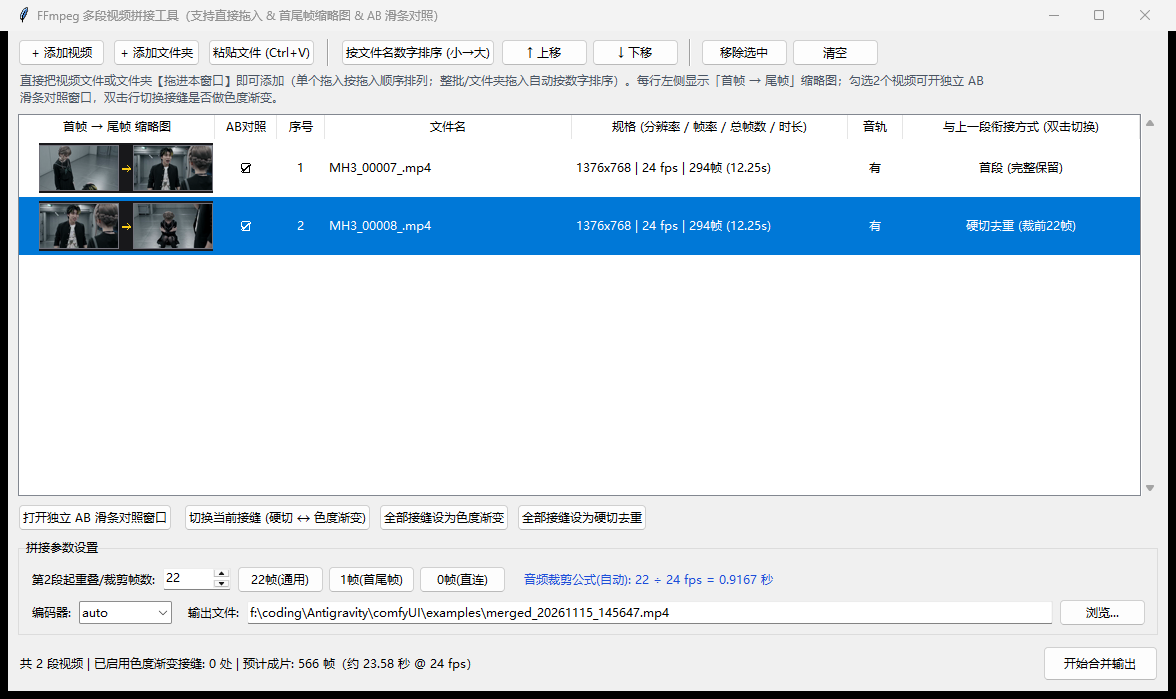 FFmpeg 多段视频拼接工具 (支持直接拖入 & 首尾帧缩略图 & AB 滑条对照)
+ 添加视频 + 添加文件夹 粘贴文件 (Ctrl+V) 按文件名数字排序 (小→大) ↑ 上移 ↓ 下移 移除选中 清空
直接把视频文件或文件夹【拖进本窗口】即可添加（单个拖入按拖入顺序排列；整批/文件夹拖入自动按数字排序）。每行左侧显示「首帧 → 尾帧」缩略图；勾选2个视频可开独立 AB
滑条对照窗口，双击行切换接缝是否做色度渐变。
首帧 → 尾帧 缩略图 AB对照 序号 文件名 规格 (分辨率 / 帧率 / 总帧数 / 时长) 音轨 与上一段衔接方式 (双击切换)
1 MH3_00007_.mp4 1376x768 | 24 fps | 294帧 (12.25s) 有 首段 (完整保留)
2 MH3_00008_.mp4 1376x768 | 24 fps | 294帧 (12.25s) 有 硬切去重 (裁前22帧)
打开独立 AB 滑条对照窗口 切换当前接缝 (硬切 ↔ 色度渐变) 全部接缝设为色度渐变 全部接缝设为硬切去重
拼接参数设置
第2段起重叠/裁剪帧数: 22 22帧(通用) 1帧(首尾帧) 0帧(直连) 音频裁剪公式(自动): 22 ÷ 24 fps = 0.9167 秒
编码器: auto 输出文件: f:\coding\Antigravity\comfyUI\examples\merged_20261115_145647.mp4 浏览...
共 2 段视频 | 已启用色度渐变接缝: 0 处 | 预计成片: 566 帧（约 23.58 秒 @ 24 fps） 开始合并输出